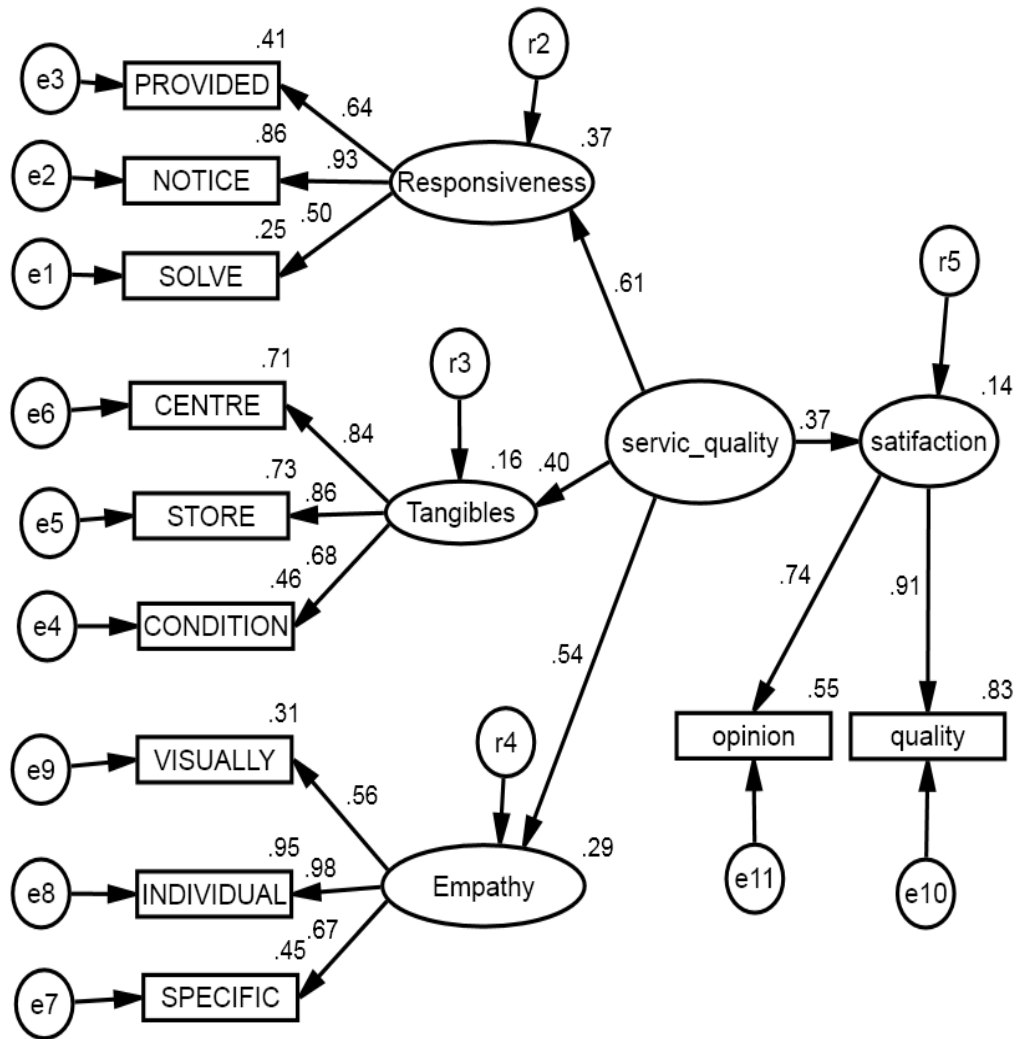 .41
r2
e3
PROVIDED
.64
.86
.37
e2
NOTICE
.93
Responsiveness
.50
.25
e1
SOLVE
r5
.61
.71
r3
e6
CENTRE
.14
.84
servic_quality
.37
satifaction
.16
.40
.73
.86
e5
STORE
Tangibles
.68
.46
.74
.91
e4
CONDITION
.54
.55
.83
.31
r4
opinion
quality
e9
VISUALLY
.56
.95
.98
.29
e8
INDIVIDUAL
Empathy
e11
e10
.67
.45
e7
SPECIFIC